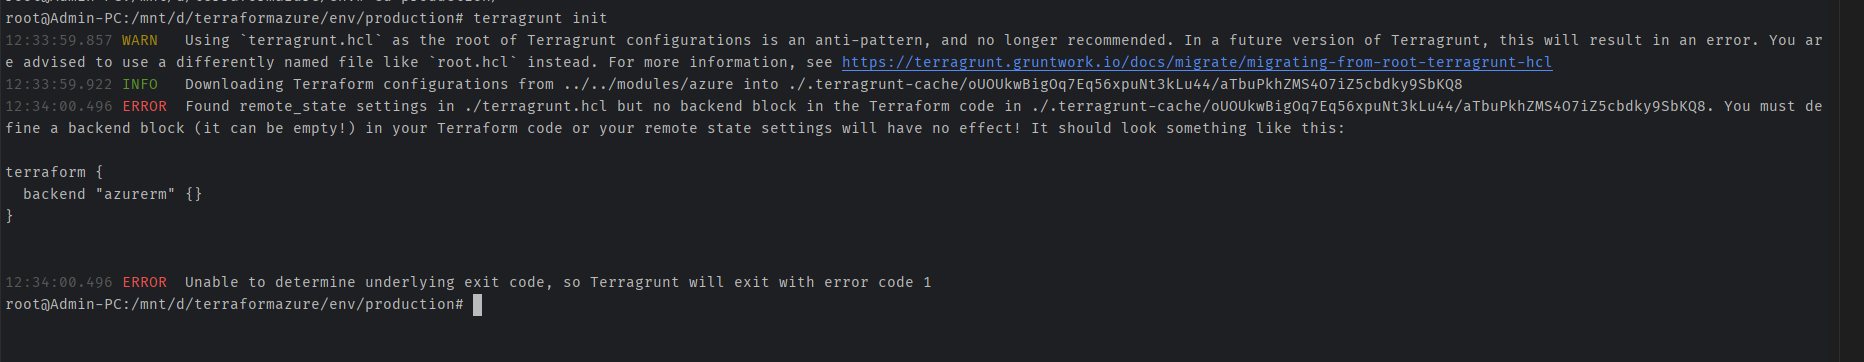 root@Admin-PC:/mnt/d/terraformazure/env/production# terragrunt init
12:33:59.857 WARN   Using `terragrunt.hcl` as the root of Terragrunt configurations is an anti-pattern, and no longer recommended. In a future version of Terragrunt, this will result in an error. You ar
e advised to use a differently named file like `root.hcl` instead. For more information, see https://terragrunt.gruntwork.io/docs/migrate/migrating-from-root-terragrunt-hcl
12:33:59.922 INFO   Downloading Terraform configurations from ../../modules/azure into ./.terragrunt-cache/oUOUkwBigOq7Eq56xpuNt3kLu44/aTbuPkhZMS4O7iZ5cbdky9SbKQ8
12:34:00.496 ERROR  Found remote_state settings in ./terragrunt.hcl but no backend block in the Terraform code in ./.terragrunt-cache/oUOUkwBigOq7Eq56xpuNt3kLu44/aTbuPkhZMS4O7iZ5cbdky9SbKQ8. You must de
fine a backend block (it can be empty!) in your Terraform code or your remote state settings will have no effect! It should look something like this:
terraform {
  backend "azurerm" {}
}
12:34:00.496 ERROR  Unable to determine underlying exit code, so Terragrunt will exit with error code 1
root@Admin-PC:/mnt/d/terraformazure/env/production#